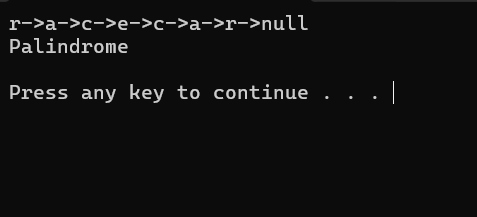 r->a->c->e->c->a->r->null
Palindrome
Press any key to continue . . .